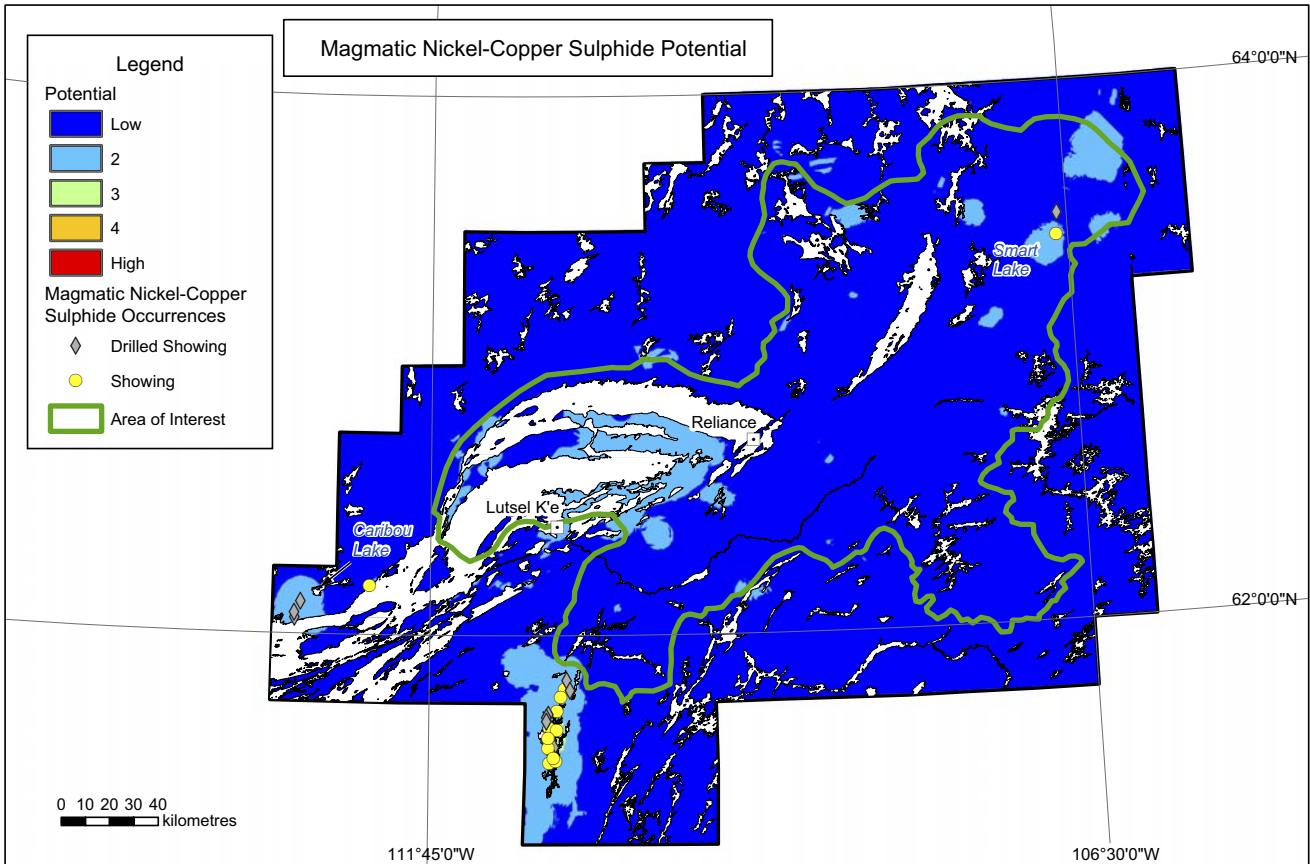 Magmatic Nickel-Copper Sulphide Potential
64°0'0"N
Legend
Potential
Low
2
3
4
High
Magmatic Nickel-Copper
Sulphide Occurrences
Drilled Showing
Showing
Area of Interest
Smart
Lake
Reliance
Lutsel K'e
Caribou
Lake
62°0'0"N
0 10 20 30 40
kilometres
111°45'0"W
106°30'0"W